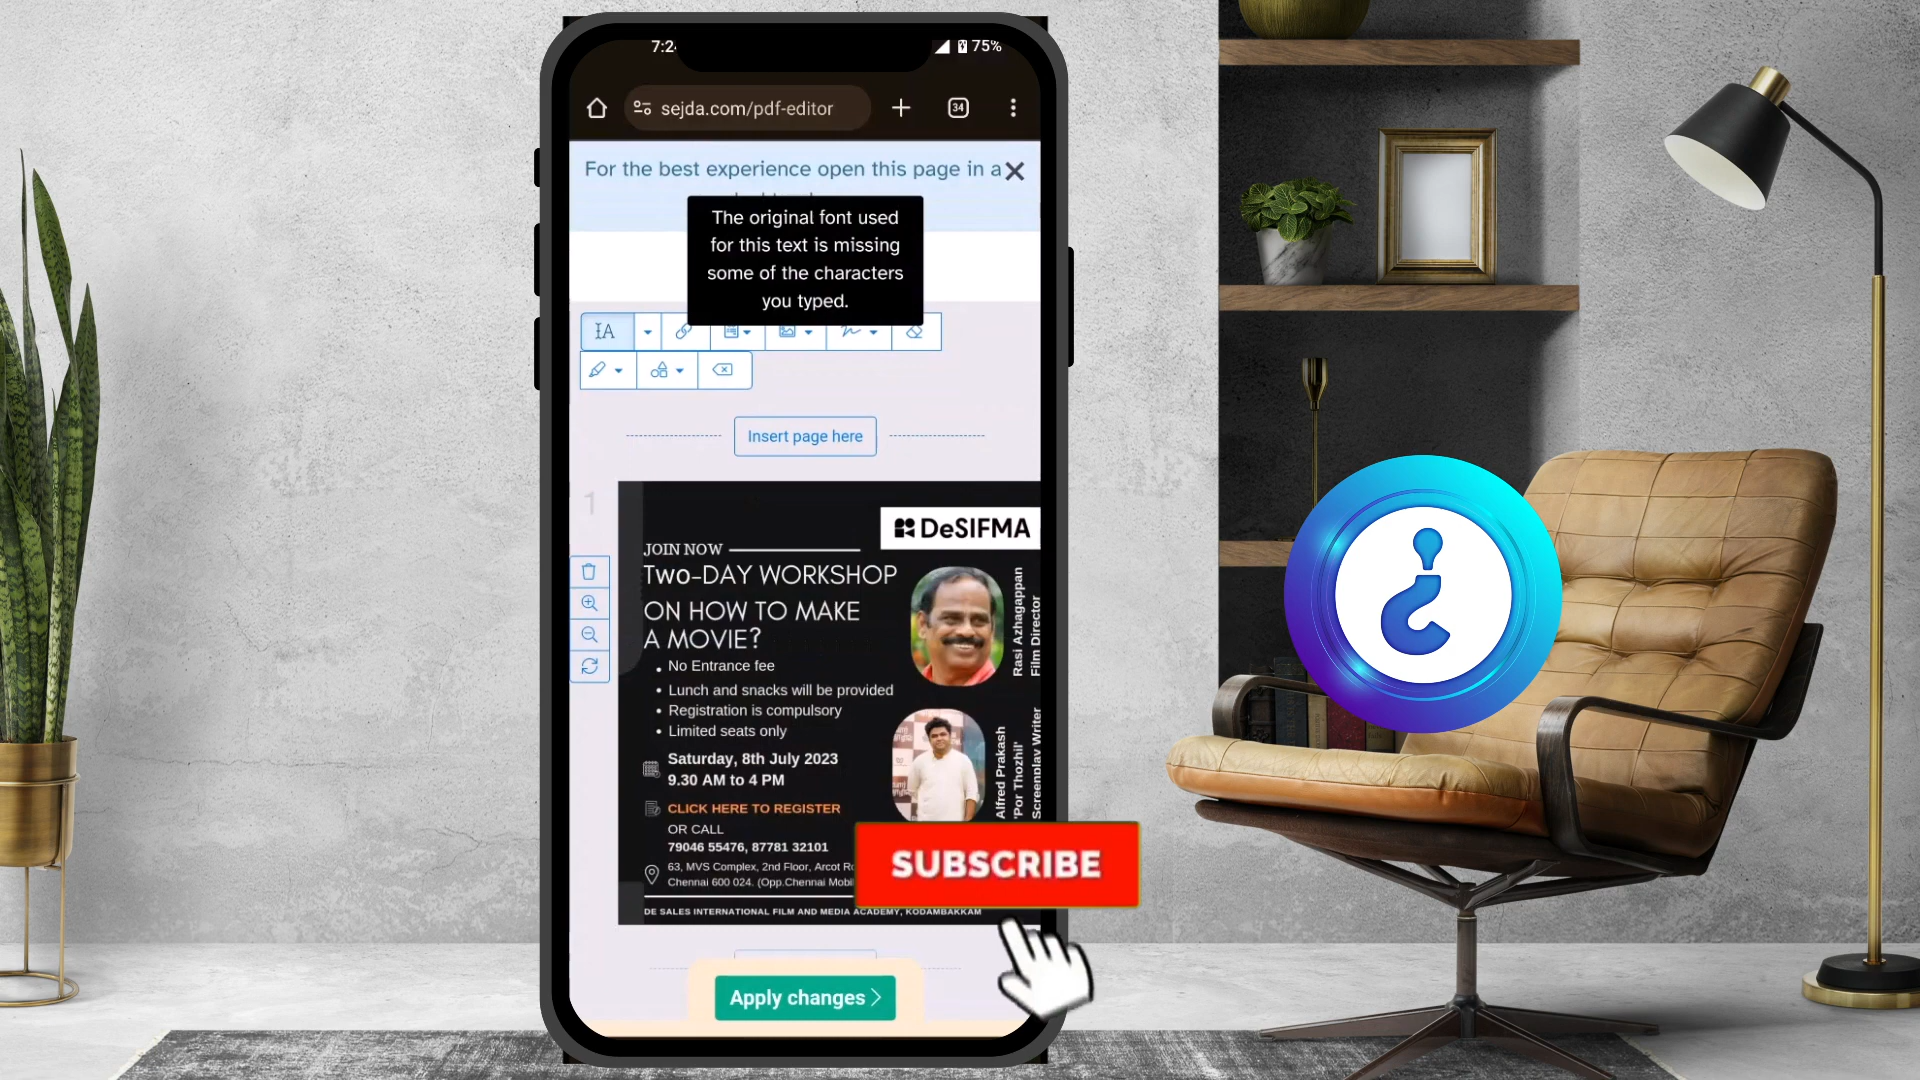 7:2
75%
sejda.com/pdf-editor
34
For the best experience open this page in a
The original font used
for this text is missing
some of the characters
you typed.
A
Insert page here
1
DeSIFMA
JOIN NOW
Two-DAY WORKSHOP
ON HOW TO MAKE
A MOVIE?
• No Entrance fee
• Lunch and snacks will be provided
• Registration is compulsory
• Limited seats only
Rasi Azhagappan
Film Director
Saturday, 8th July 2023
9.30 AM to 4 PM
Alfred Prakash
'Por Thozhil'
Screenplay Writer
CLICK HERE TO REGISTER
OR CALL
79046 55476, 87781 32101
63, MVS Complex, 2nd Floor, Arcot
Chennai 600 024. (Opp.Chennai
DE SALES INTERNATIONAL FILM AND MEDIA ACADEMY, KODAMBAKKAM
SUBSCRIBE
Apply changes